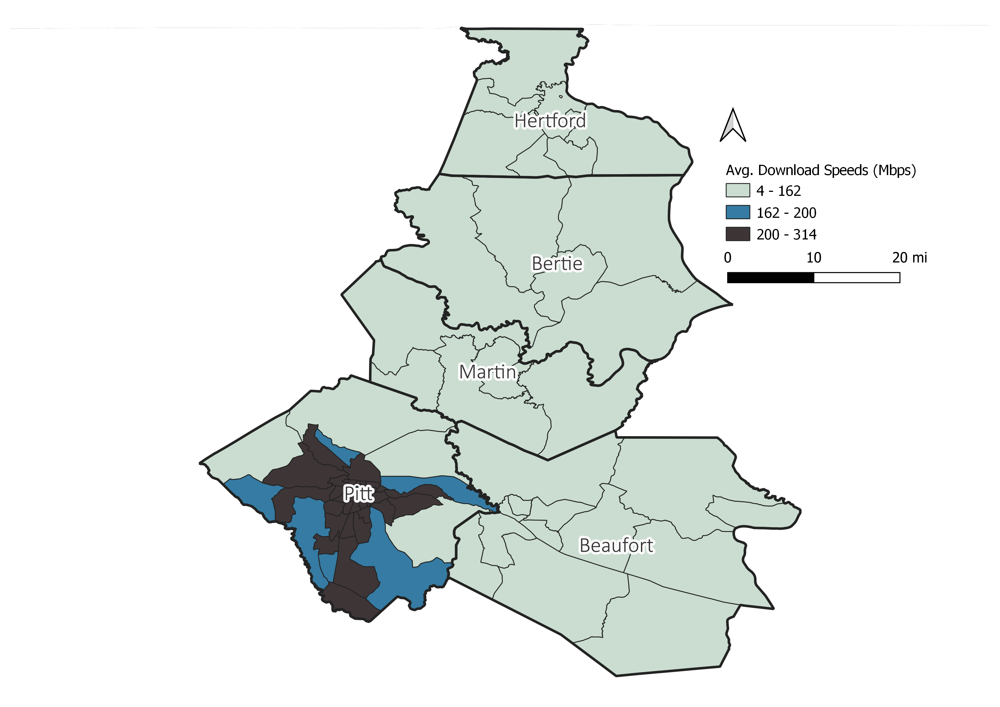 Hertford
Avg. Download Speeds (Mbps)
4 - 162
162 - 200
200 - 314
0 10 20 mi
Bertie
Martin
Pitt
Beaufort